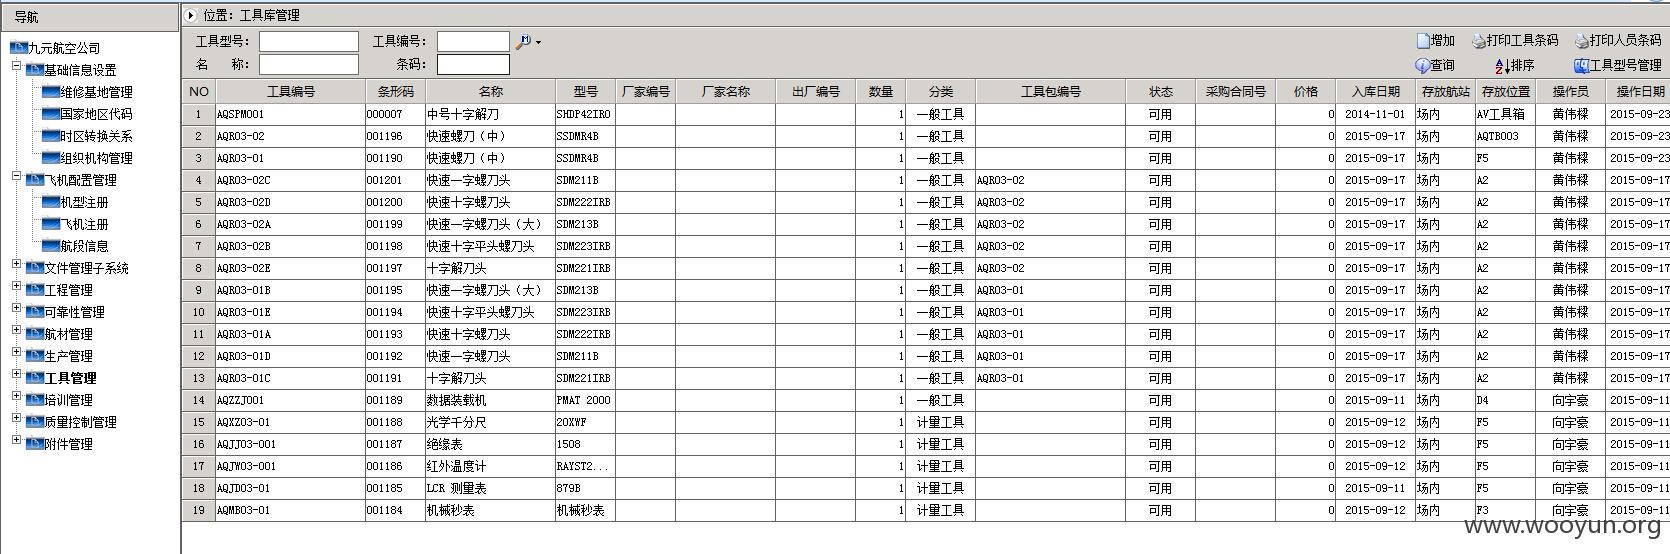 导航
九元航空公司
基础信息设置
维修基地管理
国家地区代码
时区转换关系
组织机构管理
飞机配置管理
机型注册
飞机注册
航段信息
文件管理子系统
工程管理
可靠性管理
航材管理
生产管理
工具管理
培训管理
质量控制管理
附件管理
位置：工具库管理
工具型号： 工具编号： 增加 打印工具条码 打印人员条码
名 称： 条码： 查询 排序 工具型号管理
NO 工具编号 条形码 名称 型号 厂家编号 厂家名称 出厂编号 数量 分类 工具包编号 状态 采购合同号 价格 入库日期 存放航站 存放位置 操作员 操作日期
1 AQSPM001 000007 中号十字解刀 SHDP42IRO 1 一般工具 可用 0 2014-11-01 场内 AV工具箱 黄伟樑 2015-09-23
2 AQR03-02 001196 快速螺刀（中） SSDMR4B 1 一般工具 可用 0 2015-09-17 场内 AQTB003 黄伟樑 2015-09-23
3 AQR03-01 001190 快速螺刀（中） SSDMR4B 1 一般工具 可用 0 2015-09-17 场内 F5 黄伟樑 2015-09-23
4 AQR03-02C 001201 快速一字螺刀头 SDM211B 1 一般工具 AQR03-02 可用 0 2015-09-17 场内 A2 黄伟樑 2015-09-17
5 AQR03-02D 001200 快速十字螺刀头 SDM222IRB 1 一般工具 AQR03-02 可用 0 2015-09-17 场内 A2 黄伟樑 2015-09-17
6 AQR03-02A 001199 快速一字螺刀头（大） SDM213B 1 一般工具 AQR03-02 可用 0 2015-09-17 场内 A2 黄伟樑 2015-09-17
7 AQR03-02B 001198 快速十字平头螺刀头 SDM223IRB 1 一般工具 AQR03-02 可用 0 2015-09-17 场内 A2 黄伟樑 2015-09-17
8 AQR03-02E 001197 十字解刀头 SDM221IRB 1 一般工具 AQR03-02 可用 0 2015-09-17 场内 A2 黄伟樑 2015-09-17
9 AQR03-01B 001195 快速一字螺刀头（大） SDM213B 1 一般工具 AQR03-01 可用 0 2015-09-17 场内 A2 黄伟樑 2015-09-17
10 AQR03-01E 001194 快速十字平头螺刀头 SDM223IRB 1 一般工具 AQR03-01 可用 0 2015-09-17 场内 A2 黄伟樑 2015-09-17
11 AQR03-01A 001193 快速十字螺刀头 SDM222IRB 1 一般工具 AQR03-01 可用 0 2015-09-17 场内 A2 黄伟樑 2015-09-17
12 AQR03-01D 001192 快速一字螺刀头 SDM211B 1 一般工具 AQR03-01 可用 0 2015-09-17 场内 A2 黄伟樑 2015-09-17
13 AQR03-01C 001191 十字解刀头 SDM221IRB 1 一般工具 AQR03-01 可用 0 2015-09-17 场内 A2 黄伟樑 2015-09-17
14 AQZZJ001 001189 数据装载机 PMAT 2000 1 一般工具 可用 0 2015-09-11 场内 D4 向宇豪 2015-09-11
15 AQXZ03-01 001188 光学千分尺 20XWF 1 计量工具 可用 0 2015-09-12 场内 F5 向宇豪 2015-09-11
16 AQJJ03-001 001187 绝缘表 1508 1 计量工具 可用 0 2015-09-12 场内 F5 向宇豪 2015-09-11
17 AQJW03-001 001186 红外温度计 RAYST2... 1 计量工具 可用 0 2015-09-12 场内 F5 向宇豪 2015-09-11
18 AQJD03-01 001185 LCR 测量表 879B 1 计量工具 可用 0 2015-09-11 场内 F5 向宇豪 2015-09-11
19 AQMB03-01 001184 机械秒表 机械秒表 1 计量工具 可用 0 2015-09-12 场内 F3 向宇豪 2015-09-11
www.wooyun.org